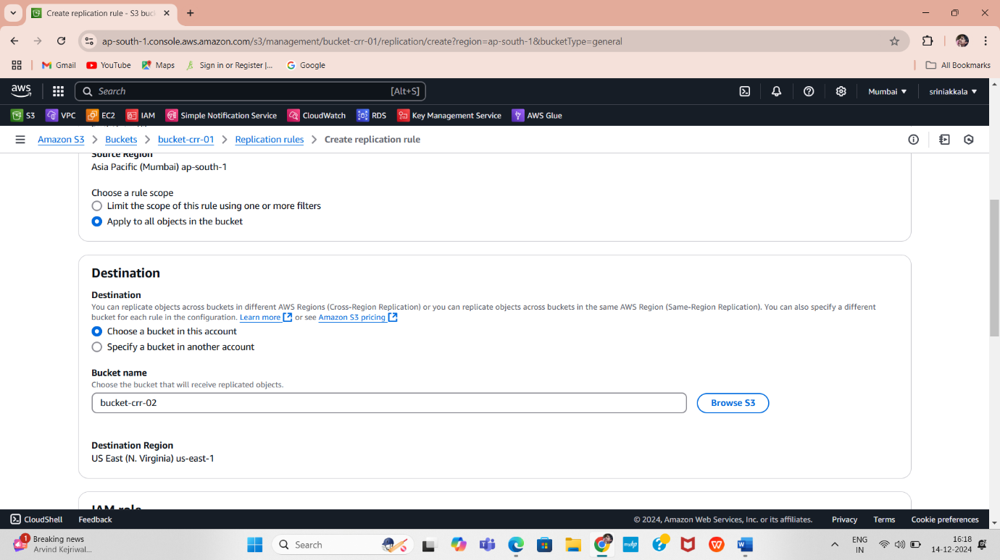 Create replication rule - S3 buc
ap-south-1.console.aws.amazon.com/s3/management/bucket-crr-01/replication/create?region=ap-south-1&bucketType=general
Gmail YouTube Maps Sign in or Register |... Google All Bookmarks
aws Search [Alt+S] Mumbai sriniakkala
S3 VPC EC2 IAM Simple Notification Service CloudWatch RDS Key Management Service AWS Glue
Amazon S3 Buckets bucket-crr-01 Replication rules Create replication rule
Source Region
Asia Pacific (Mumbai) ap-south-1
Choose a rule scope
Limit the scope of this rule using one or more filters
Apply to all objects in the bucket
Destination
Destination
You can replicate objects across buckets in different AWS Regions (Cross-Region Replication) or you can replicate objects across buckets in the same AWS Region (Same-Region Replication). You can also specify a different
bucket for each rule in the configuration. Learn more or see Amazon S3 pricing
Choose a bucket in this account
Specify a bucket in another account
Bucket name
Choose the bucket that will receive replicated objects.
bucket-crr-02 Browse S3
Destination Region
US East (N. Virginia) us-east-1
IAM role
CloudShell Feedback © 2024, Amazon Web Services, Inc. or its affiliates. Privacy Terms Cookie preferences
1 Breaking news
Arvind Kejriwal...
Search
ENG
IN
16:18
14-12-2024